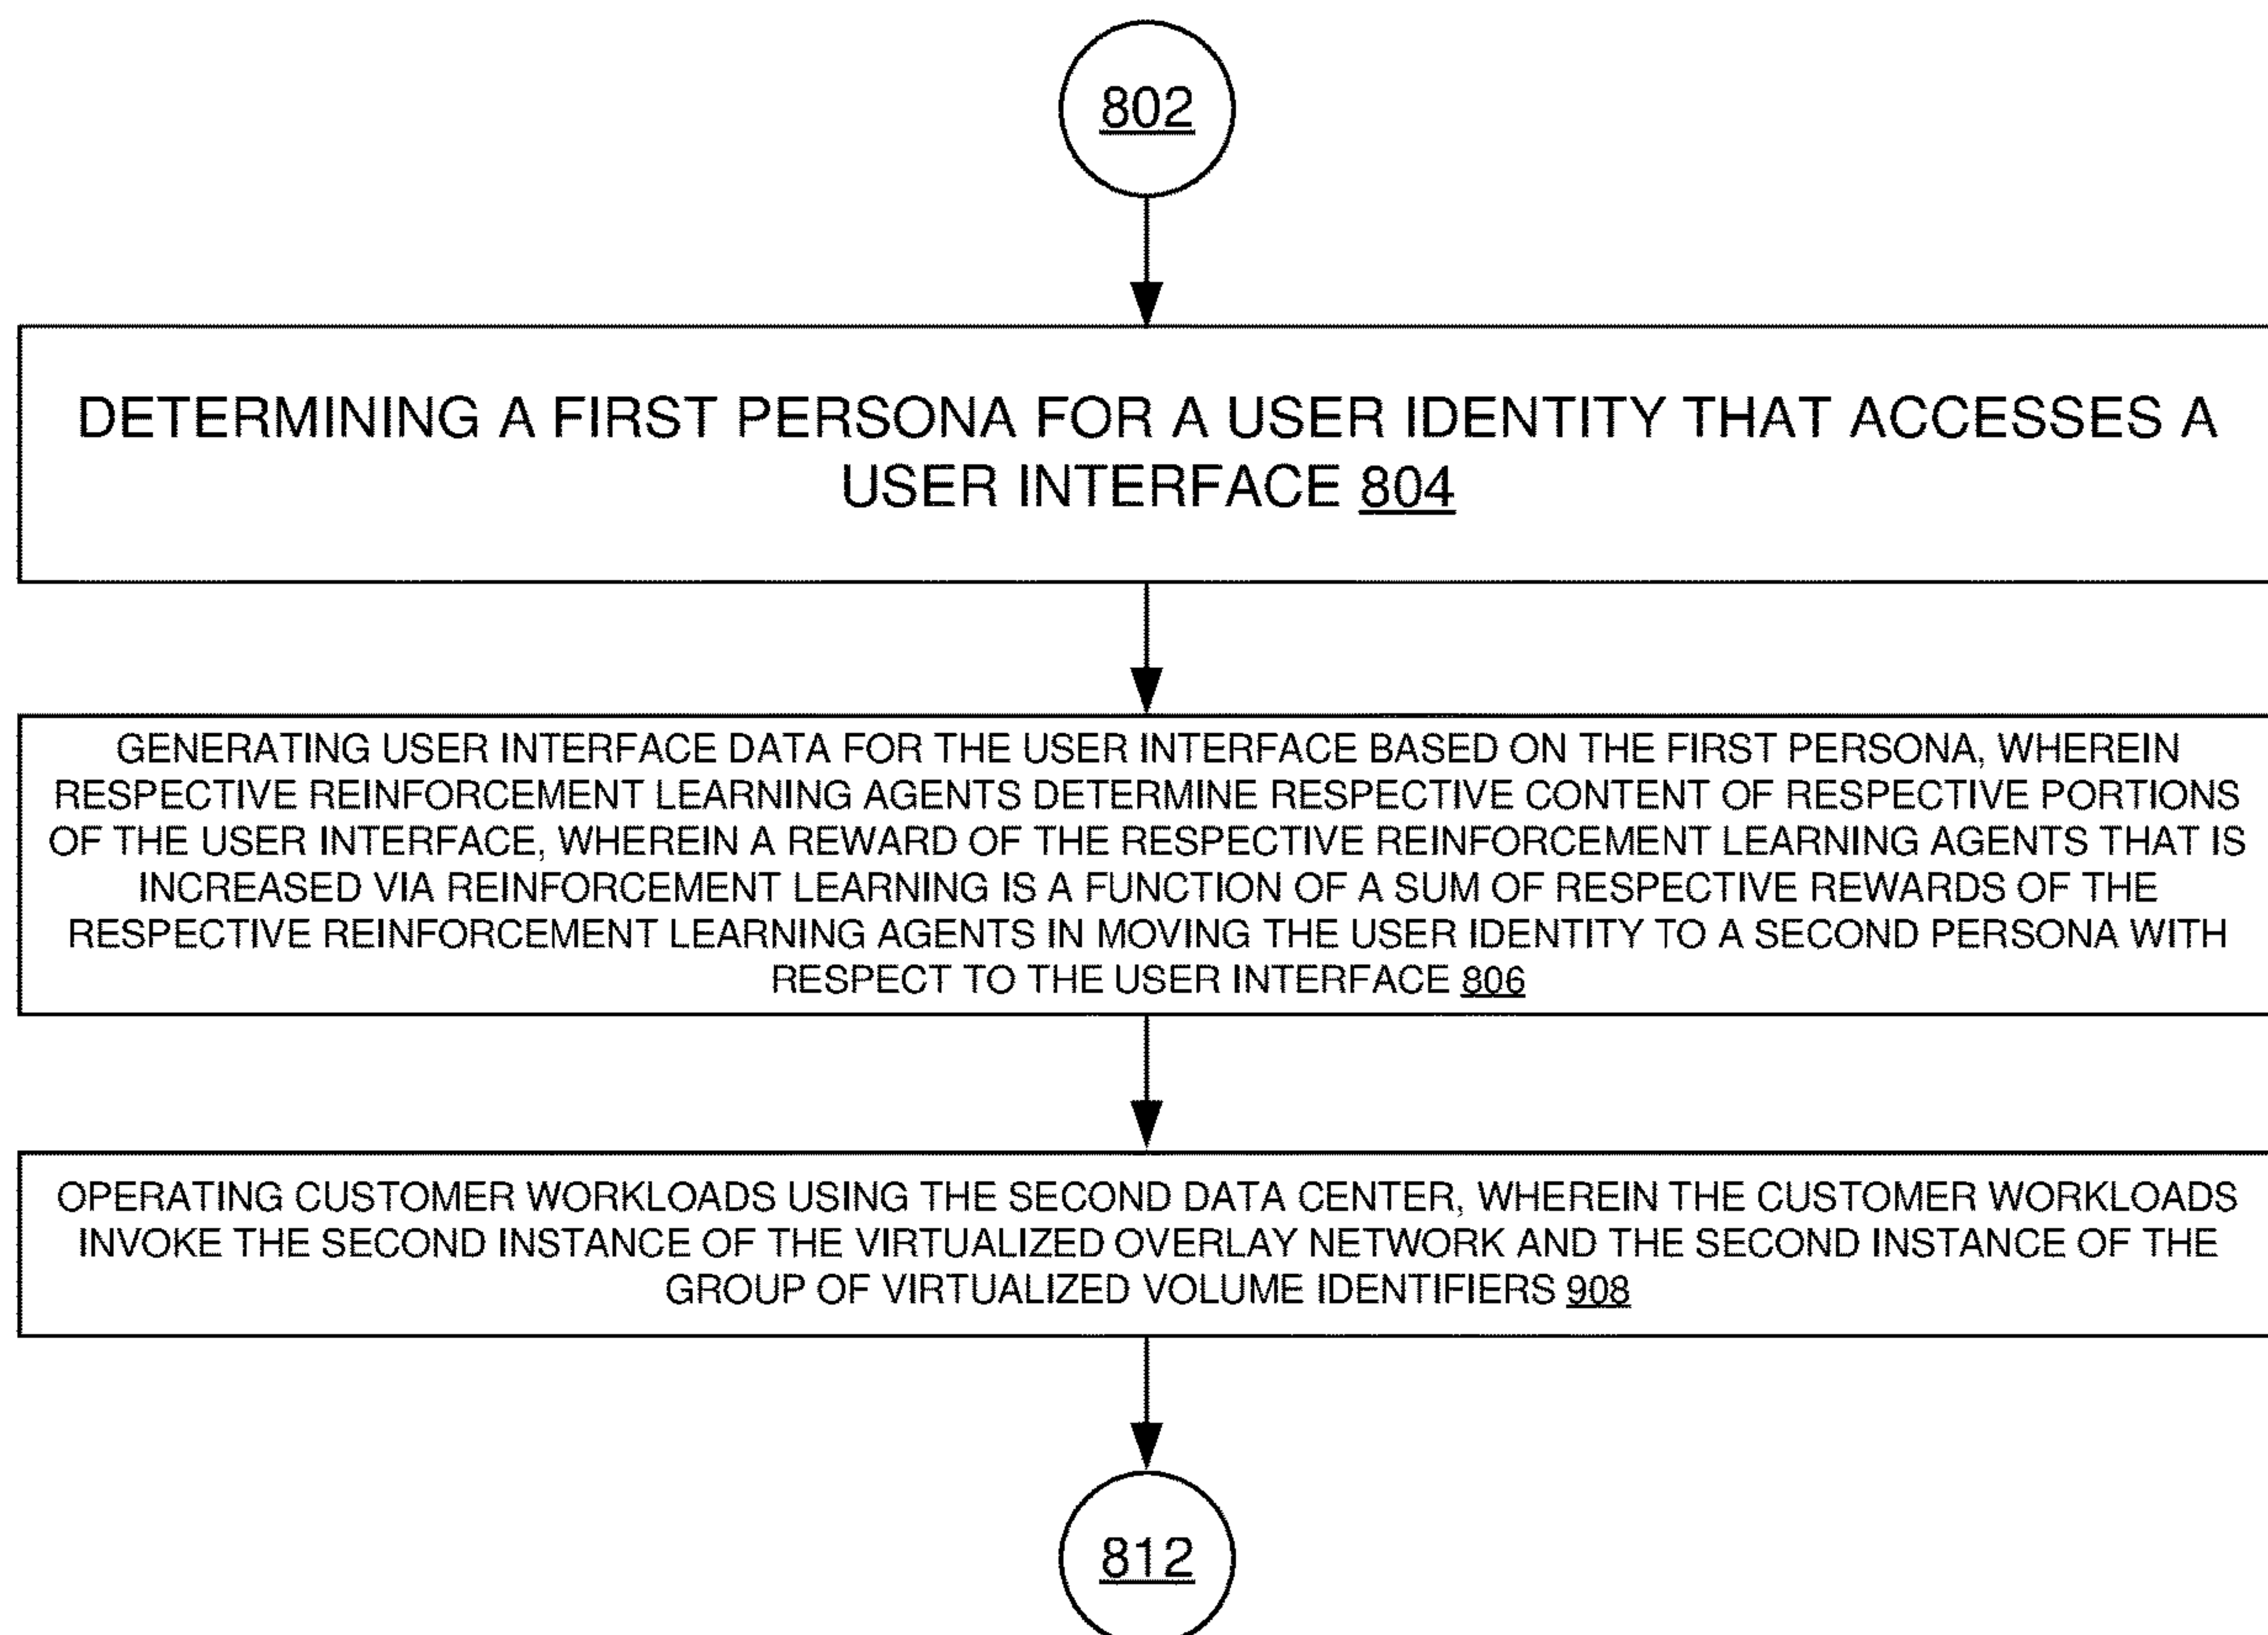 802
DETERMINING A FIRST PERSONA FOR A USER IDENTITY THAT ACCESSES A
USER INTERFACE 804
GENERATING USER INTERFACE DATA FOR THE USER INTERFACE BASED ON THE FIRST PERSONA, WHEREIN
RESPECTIVE REINFORCEMENT LEARNING AGENTS DETERMINE RESPECTIVE CONTENT OF RESPECTIVE PORTIONS
OF THE USER INTERFACE, WHEREIN A REWARD OF THE RESPECTIVE REINFORCEMENT LEARNING AGENTS THAT IS
INCREASED VIA REINFORCEMENT LEARNING IS A FUNCTION OF A SUM OF RESPECTIVE REWARDS OF THE
RESPECTIVE REINFORCEMENT LEARNING AGENTS IN MOVING THE USER IDENTITY TO A SECOND PERSONA WITH
RESPECT TO THE USER INTERFACE 806
OPERATING CUSTOMER WORKLOADS USING THE SECOND DATA CENTER, WHEREIN THE CUSTOMER WORKLOADS
INVOKE THE SECOND INSTANCE OF THE VIRTUALIZED OVERLAY NETWORK AND THE SECOND INSTANCE OF THE
GROUP OF VIRTUALIZED VOLUME IDENTIFIERS 908
812